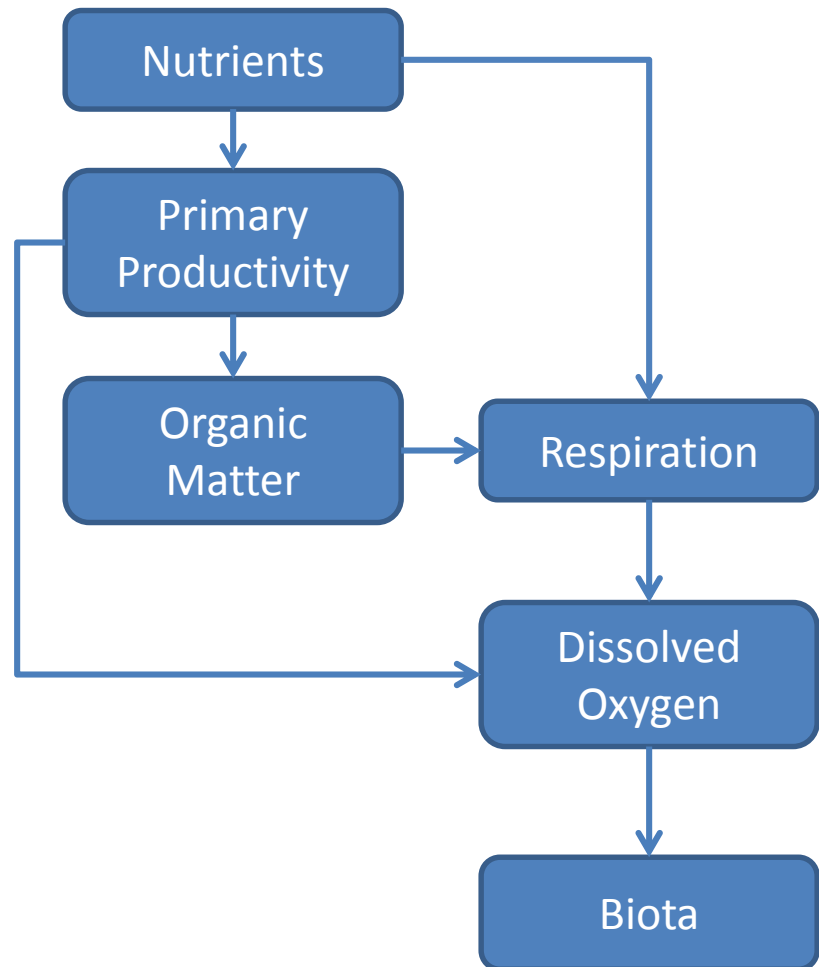 Nutrients
Primary
Productivity
Organic
Matter
Respiration
Dissolved
Oxygen
Biota